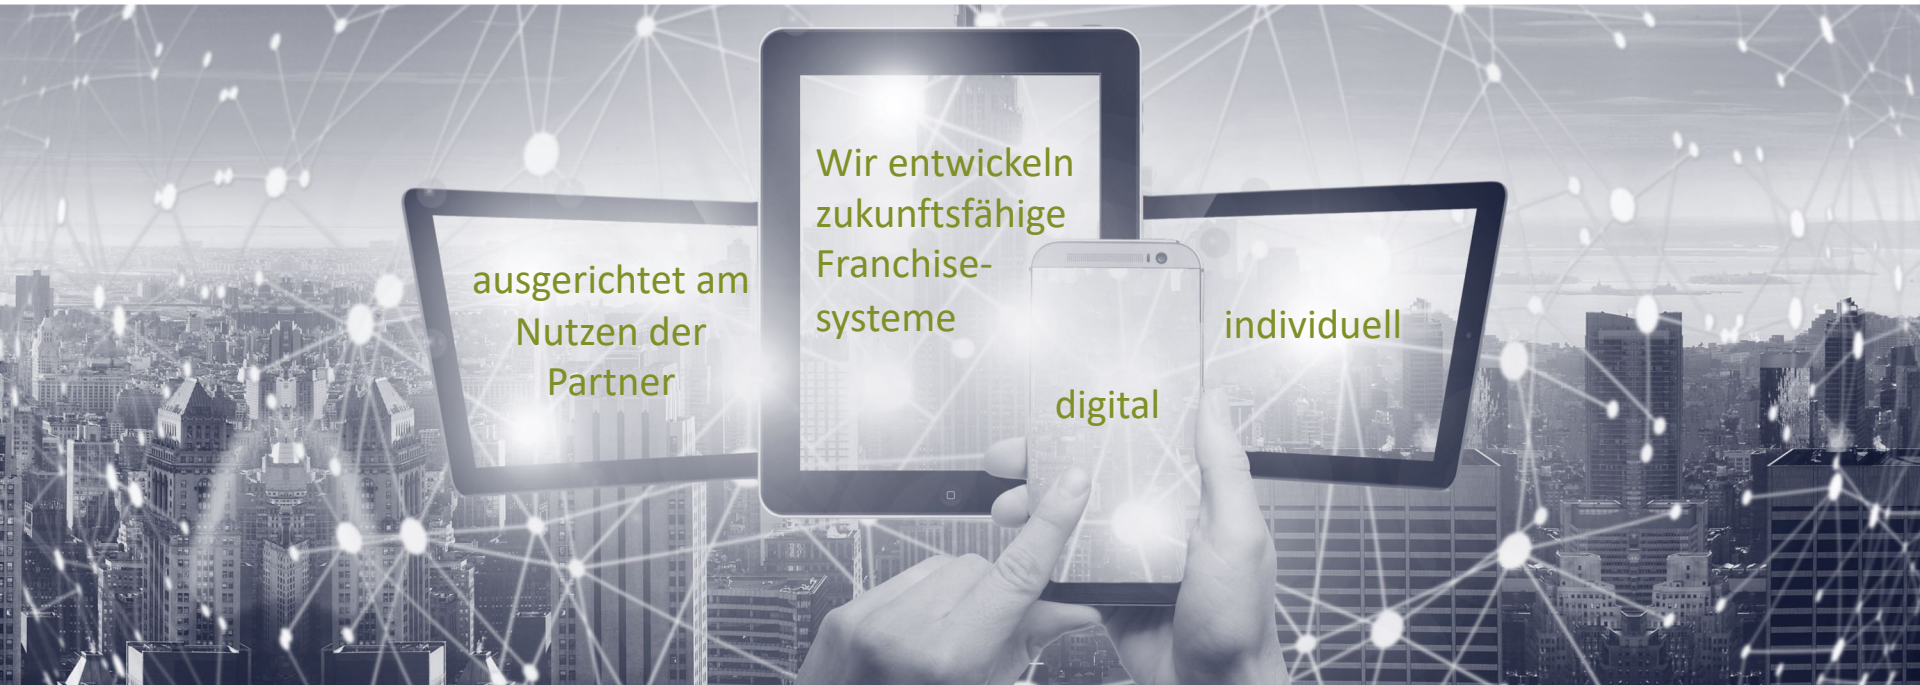 Wir entwickeln
zukunftsfähige
Franchise-
systeme
ausgerichtet am
Nutzen der
Partner
digital
individuell